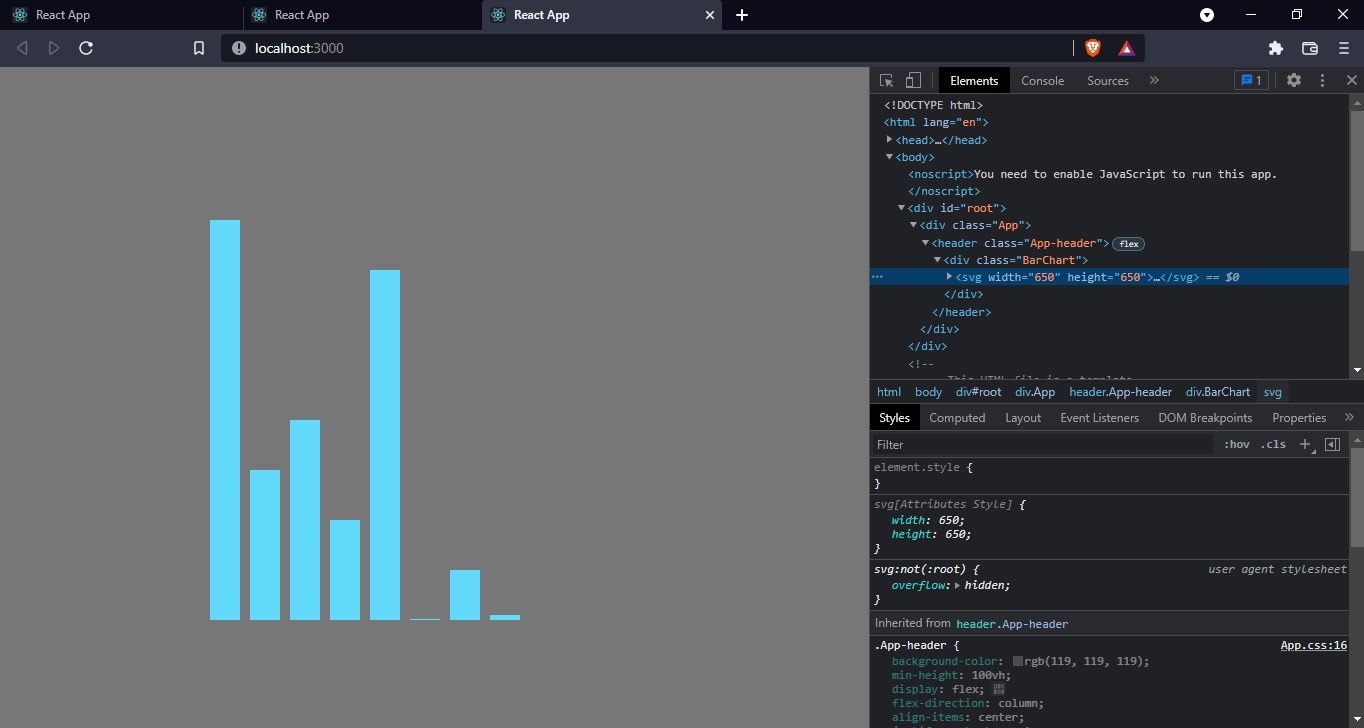 React App
React App
React App
localhost:3000
Elements
Console
Sources
1
<!DOCTYPE html>
<html lang="en">
<head>…</head>
<body>
<noscript>You need to enable JavaScript to run this app.
</noscript>
<div id="root">
<div class="App">
<header class="App-header"> flex
<div class="BarChart">
<svg width="650" height="650">…</svg> == $0
</div>
</header>
</div>
</div>
<!--
This HTML file is a template
html body div#root div.App header.App-header div.BarChart svg
Styles Computed Layout Event Listeners DOM Breakpoints Properties
Filter :hov .cls
element.style {
}
svg[Attributes Style] {
width: 650;
height: 650;
}
svg:not(:root) { user agent stylesheet
overflow: hidden;
}
Inherited from header.App-header
.App-header { App.css:16
background-color: rgb(119, 119, 119);
min-height: 100vh;
display: flex;
flex-direction: column;
align-items: center;